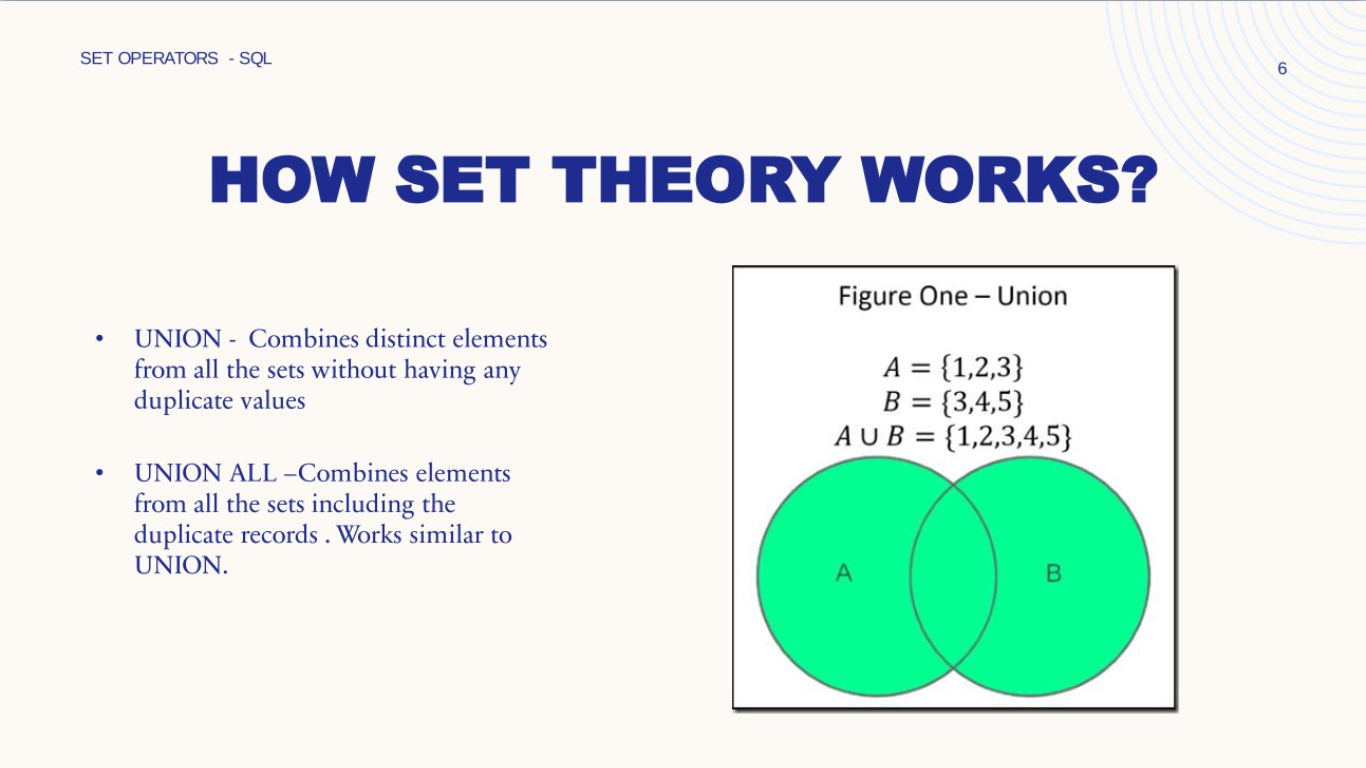 SET OPERATORS - SQL
6
HOW SET THEORY WORKS?
• UNION - Combines distinct elements
from all the sets without having any
duplicate values
• UNION ALL –Combines elements
from all the sets including the
duplicate records . Works similar to
UNION.
Figure One – Union
A = {1,2,3}
B = {3,4,5}
A ∪ B = {1,2,3,4,5}
A
B